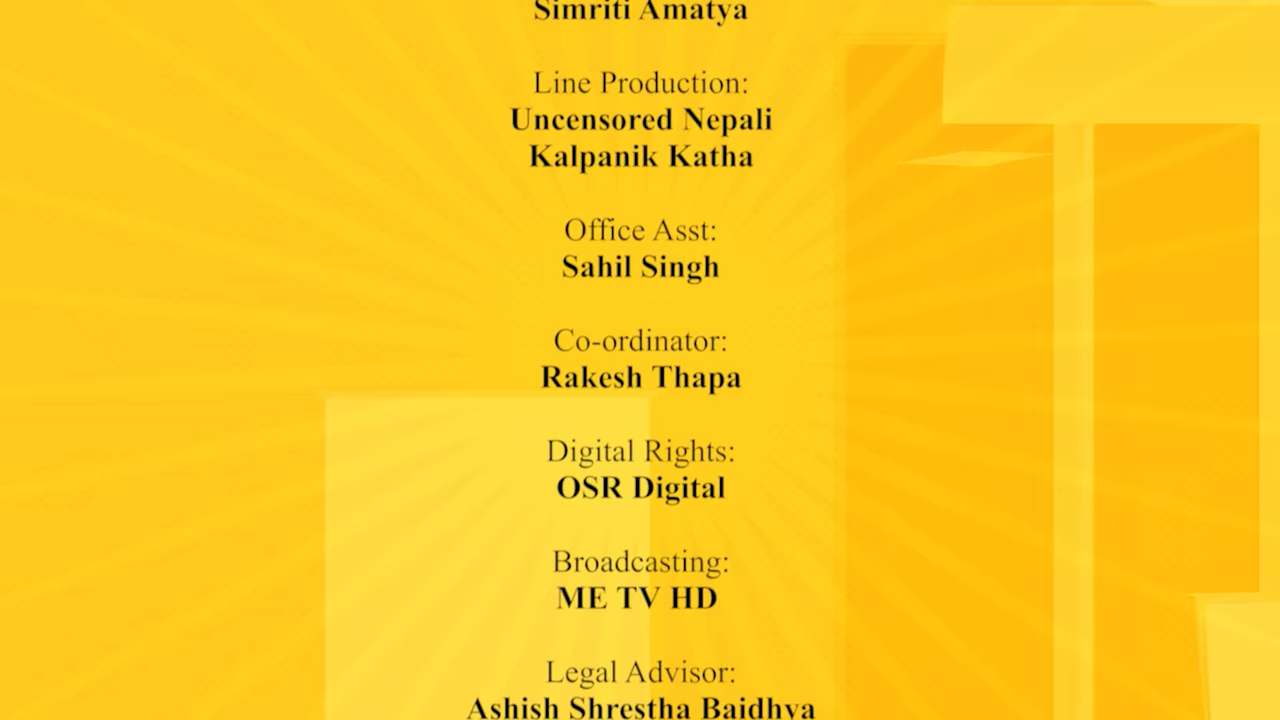 Simriti Amatya
Line Production:
Uncensored Nepali
Kalpanik Katha
Office Asst:
Sahil Singh
Co-ordinator:
Rakesh Thapa
Digital Rights:
OSR Digital
Broadcasting:
ME TV HD
Legal Advisor:
Ashish Shrestha Baidhya